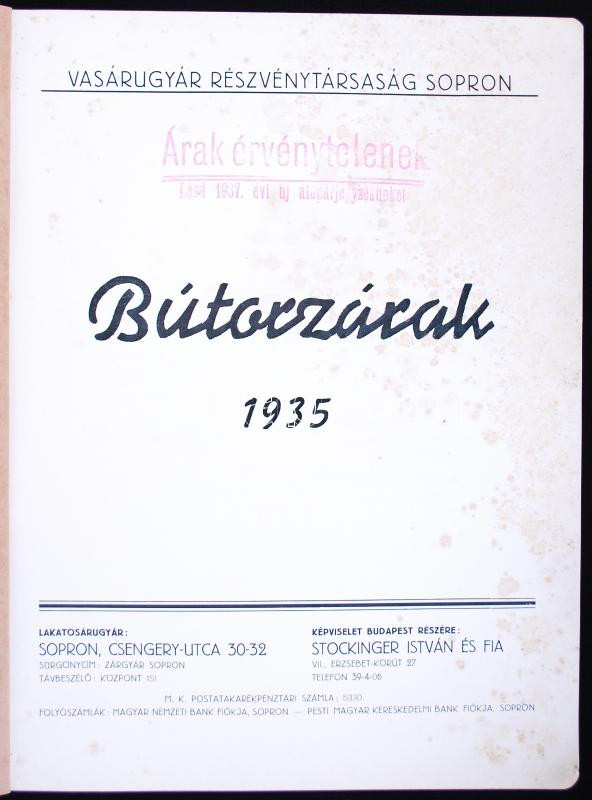 VASÁRUGYÁR RÉSZVÉNYTÁRSASÁG SOPRON
Árak érvénytelenek
Lásd 1937. évi uj alapárjegyzékünket
Bútorzárak
1935
LAKATOSÁRUGYÁR:
SOPRON, CSENGERY-UTCA 30-32
SÜRGÖNYCÍM: ZÁRGYÁR SOPRON
TÁVBESZÉLŐ: KÖZPONT 151
KÉPVISELET BUDAPEST RÉSZÉRE:
STOCKINGER ISTVÁN ÉS FIA
VII., ERZSÉBET-KÖRÚT 27
TELEFON 39-4-06
M. K. POSTATAKARÉKPÉNZTÁRI SZÁMLA: 5330.
FOLYÓSZÁMLÁK: MAGYAR NEMZETI BANK FIÓKJA, SOPRON — PESTI MAGYAR KERESKEDELMI BANK FIÓKJA, SOPRON